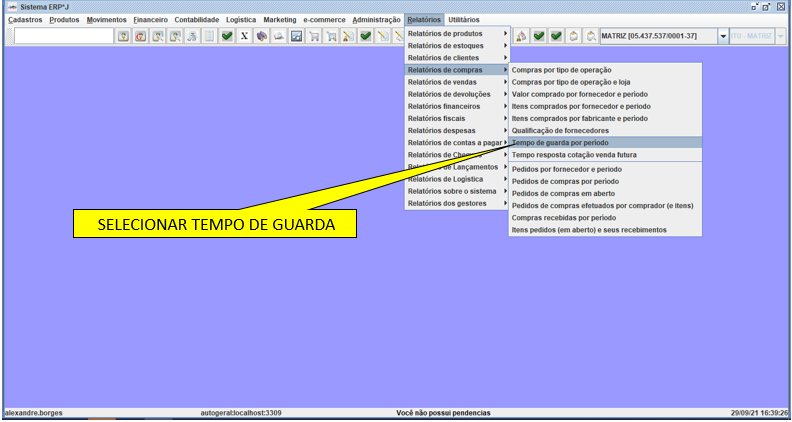 Sistema ERP*J
Cadastros Produtos Movimentos Financeiro Contabilidade Logística Marketing e-commerce Administração Relatórios Utilitários
MATRIZ [05.437.537/0001-37] ITU - MATRIZ
Relatórios de produtos
Relatórios de estoques
Relatórios de clientes
Relatórios de compras
Relatórios de vendas
Relatórios de devoluções
Relatórios financeiros
Relatórios fiscais
Relatórios despesas
Relatórios de contas a pagar
Relatórios de Cheques
Relatórios de Lançamentos
Relatórios de Logística
Relatórios sobre o sistema
Relatórios dos gestores
Compras por tipo de operação
Compras por tipo de operação e loja
Valor comprado por fornecedor e período
Itens comprados por fornecedor e período
Itens comprados por fabricante e período
Qualificação de fornecedores
Tempo de guarda por período
Tempo resposta cotação venda futura
Pedidos por fornecedor e período
Pedidos de compras por período
Pedidos de compras em aberto
Pedidos de compras efetuados por comprador (e itens)
Compras recebidas por período
Itens pedidos (em aberto) e seus recebimentos
SELECIONAR TEMPO DE GUARDA
alexandre.borges autogeral:localhost:3309 Você não possui pendencias 29/09/21 16:39:26